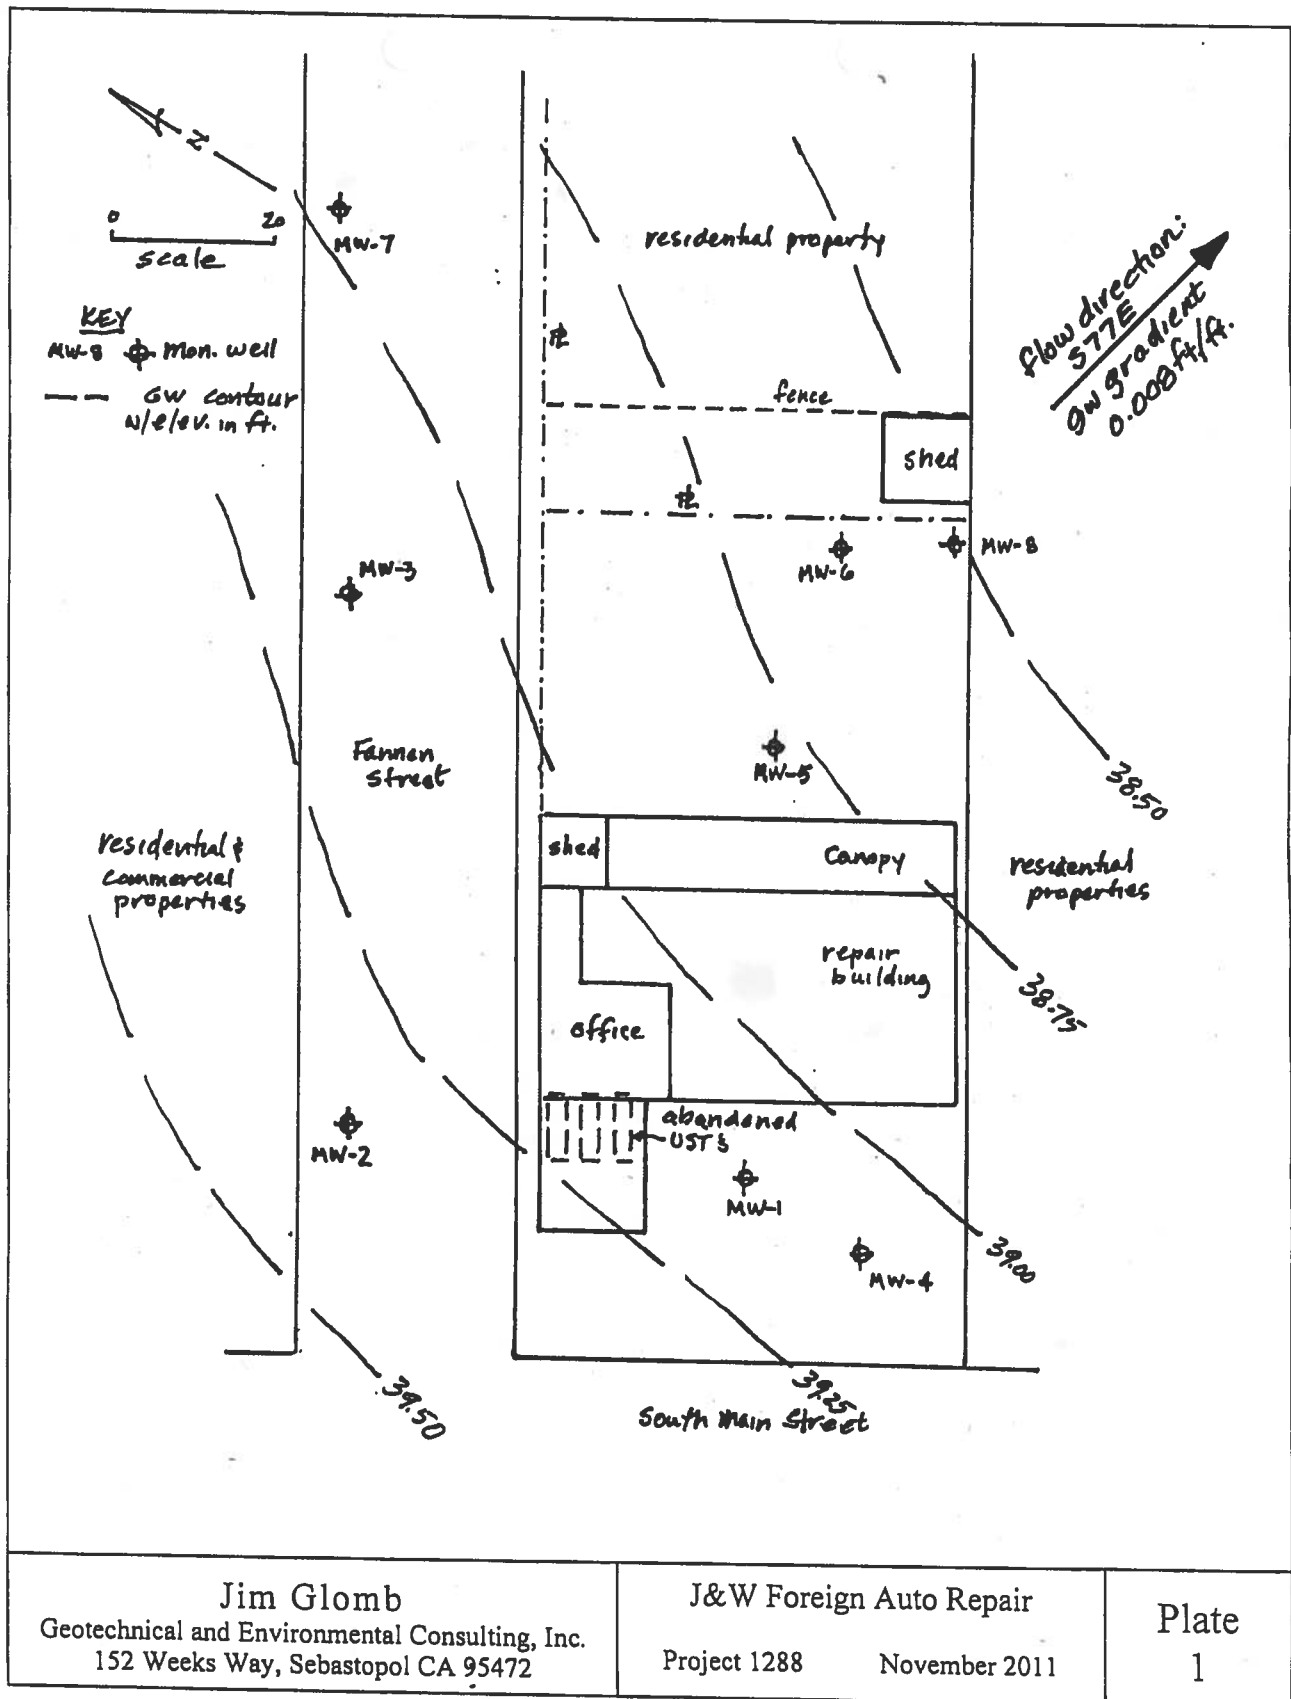 N
0 20
scale
KEY
MW-8 Mon. well
GW contour
w/elev. in ft.
MW-7
residential property
flow direction:
S77E
gw gradient
0.008 ft/ft.
PL
fence
shed
PL
MW-3
MW-6
MW-8
Fannen
Street
MW-5
38.50
residential &
commercial
properties
shed
Canopy
residential
properties
repair
building
38.75
office
abandoned
USTs
MW-2
MW-1
39.00
MW-4
39.50
39.25
South Main Street
Jim Glomb
Geotechnical and Environmental Consulting, Inc.
152 Weeks Way, Sebastopol CA 95472
J&W Foreign Auto Repair
Project 1288 November 2011
Plate
1